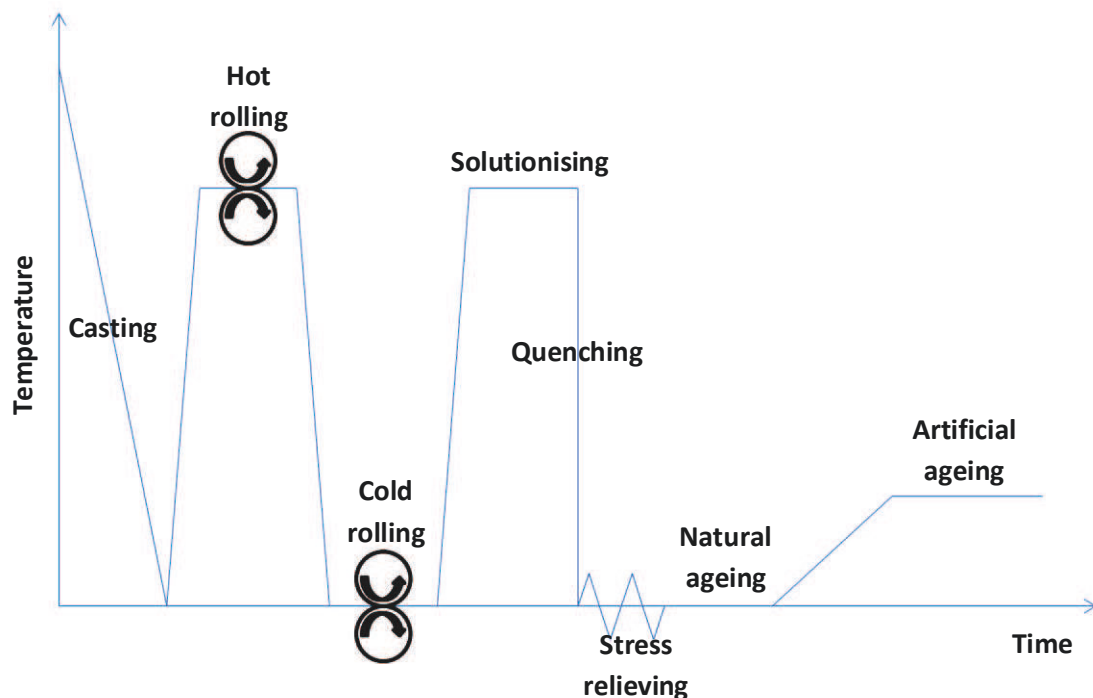 Hot
rolling
Solutionising
Temperature
Casting
Quenching
Artificial
ageing
Cold
rolling
Natural
ageing
Stress
relieving
Time